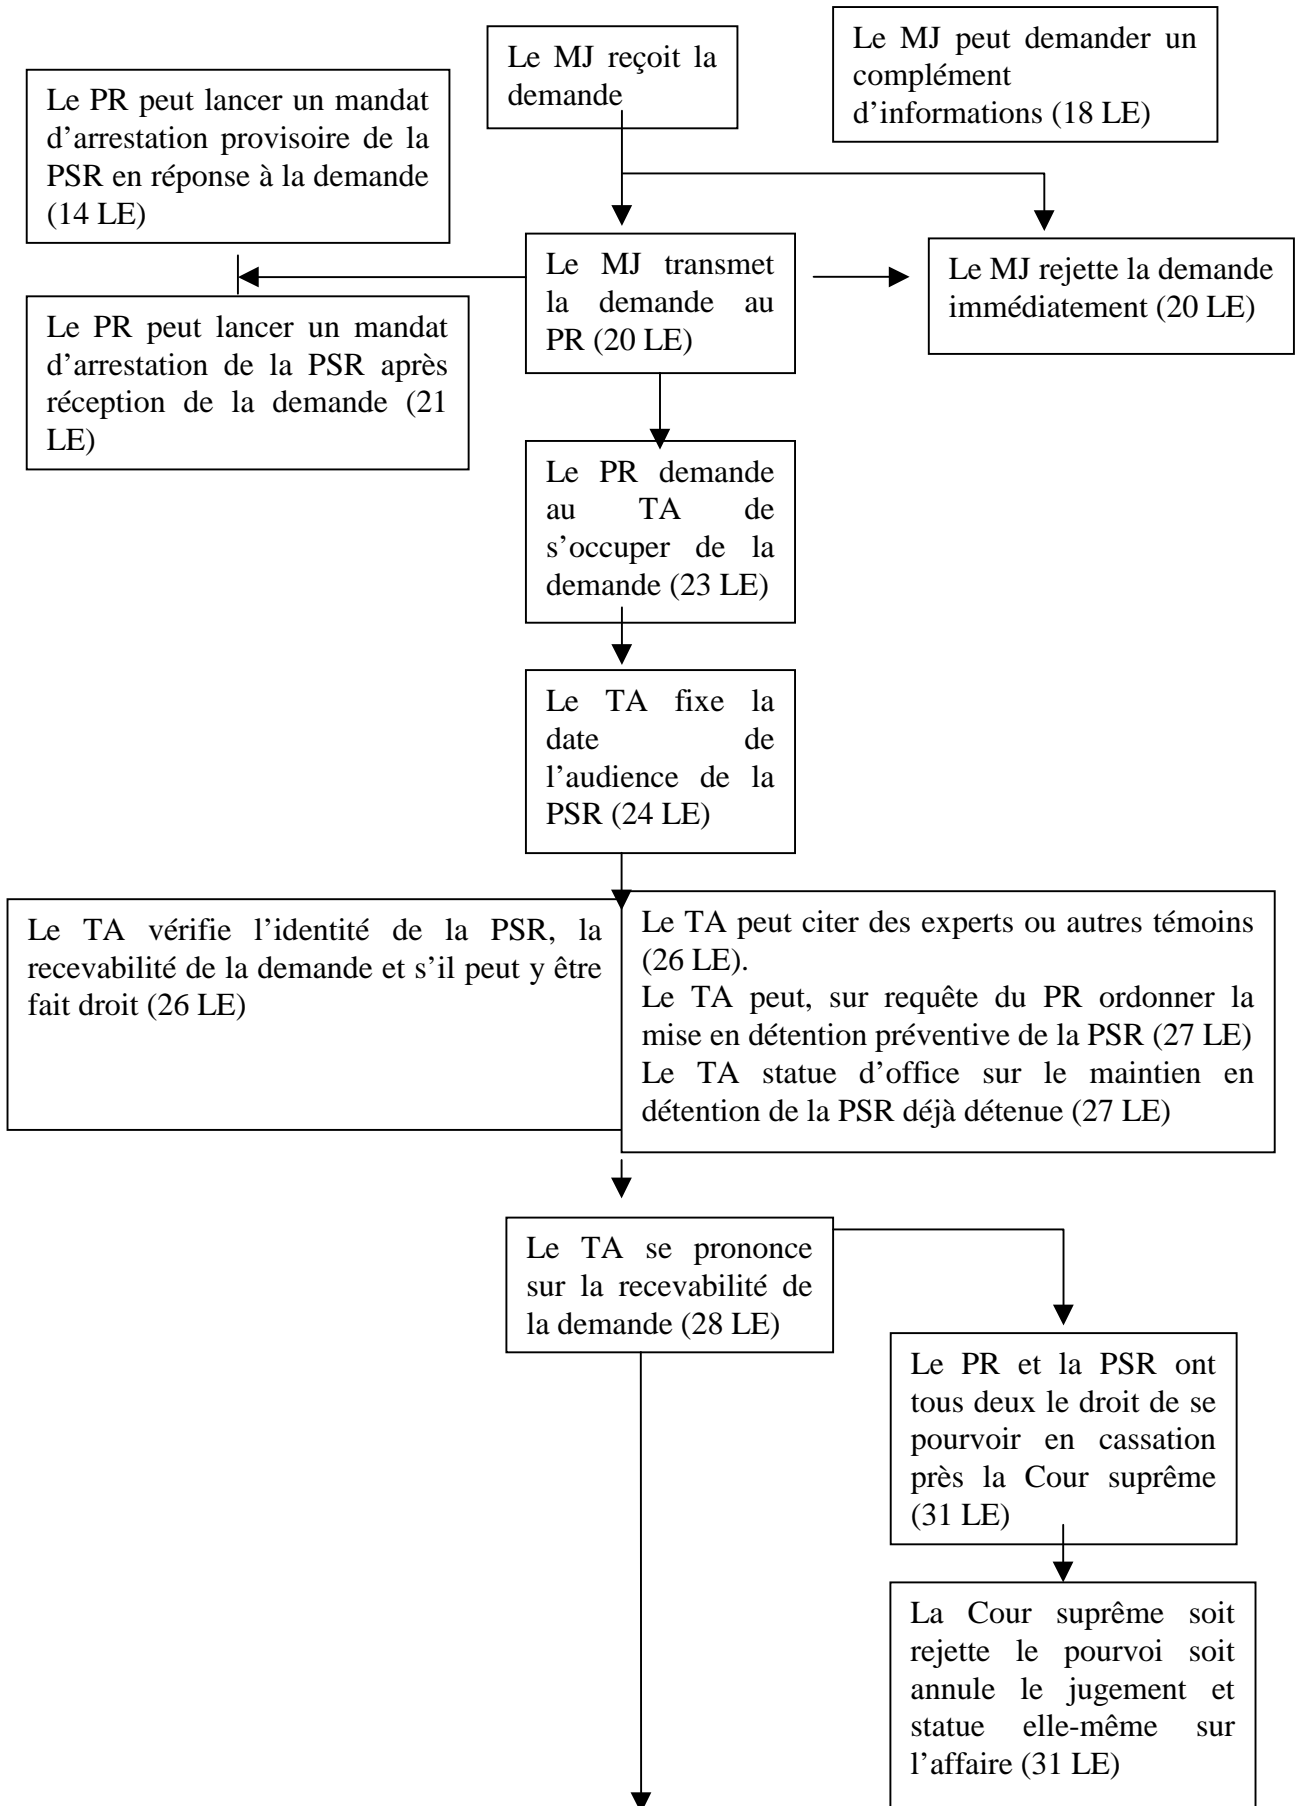 Le MJ reçoit la
demande
Le MJ peut demander un
complément
d’informations (18 LE)
Le PR peut lancer un mandat
d’arrestation provisoire de la
PSR en réponse à la demande
(14 LE)
Le MJ transmet
la demande au
PR (20 LE)
Le MJ rejette la demande
immédiatement (20 LE)
Le PR peut lancer un mandat
d’arrestation de la PSR après
réception de la demande (21
LE)
Le PR demande
au TA de
s’occuper de la
demande (23 LE)
Le TA fixe la
date de
l’audience de la
PSR (24 LE)
Le TA vérifie l’identité de la PSR, la
recevabilité de la demande et s’il peut y être
fait droit (26 LE)
Le TA peut citer des experts ou autres témoins
(26 LE).
Le TA peut, sur requête du PR ordonner la
mise en détention préventive de la PSR (27 LE)
Le TA statue d’office sur le maintien en
détention de la PSR déjà détenue (27 LE)
Le TA se prononce
sur la recevabilité de
la demande (28 LE)
Le PR et la PSR ont
tous deux le droit de se
pourvoir en cassation
près la Cour suprême
(31 LE)
La Cour suprême soit
rejette le pourvoi soit
annule le jugement et
statue elle-même sur
l’affaire (31 LE)